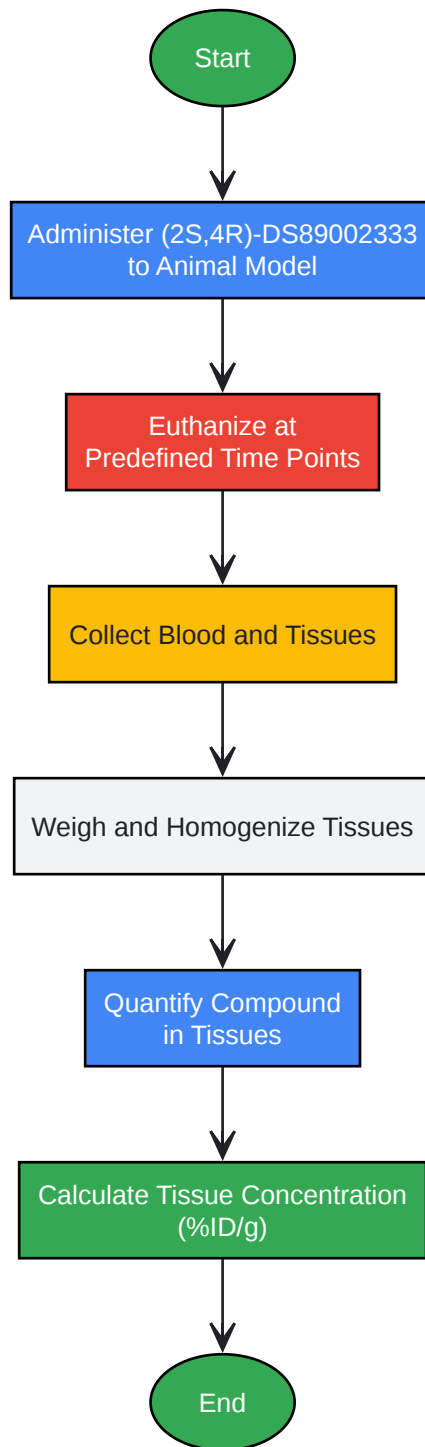 Start
Administer (2S,4R)-DS89002333
to Animal Model
Euthanize at
Predefined Time Points
Collect Blood and Tissues
Weigh and Homogenize Tissues
Quantify Compound
in Tissues
Calculate Tissue Concentration
(%ID/g)
End